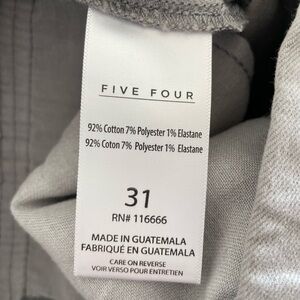 FIVE FOUR
92% Cotton 7% Polyester 1% Elastane
92% Coton 7% Polyester 1% Elastane
31
RN# 116666
MADE IN GUATEMALA
FABRIQUÉ EN GUATEMALA
CARE ON REVERSE
VOIR VERSO POUR ENTRETIEN